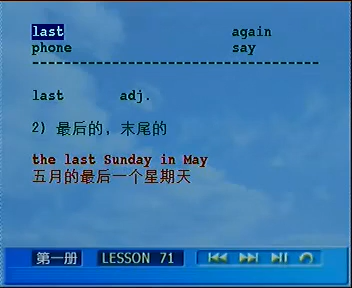 last again
phone say
last adj.
2) 最后的，末尾的
the last Sunday in May
五月的最后一个星期天
第一册 LESSON 71